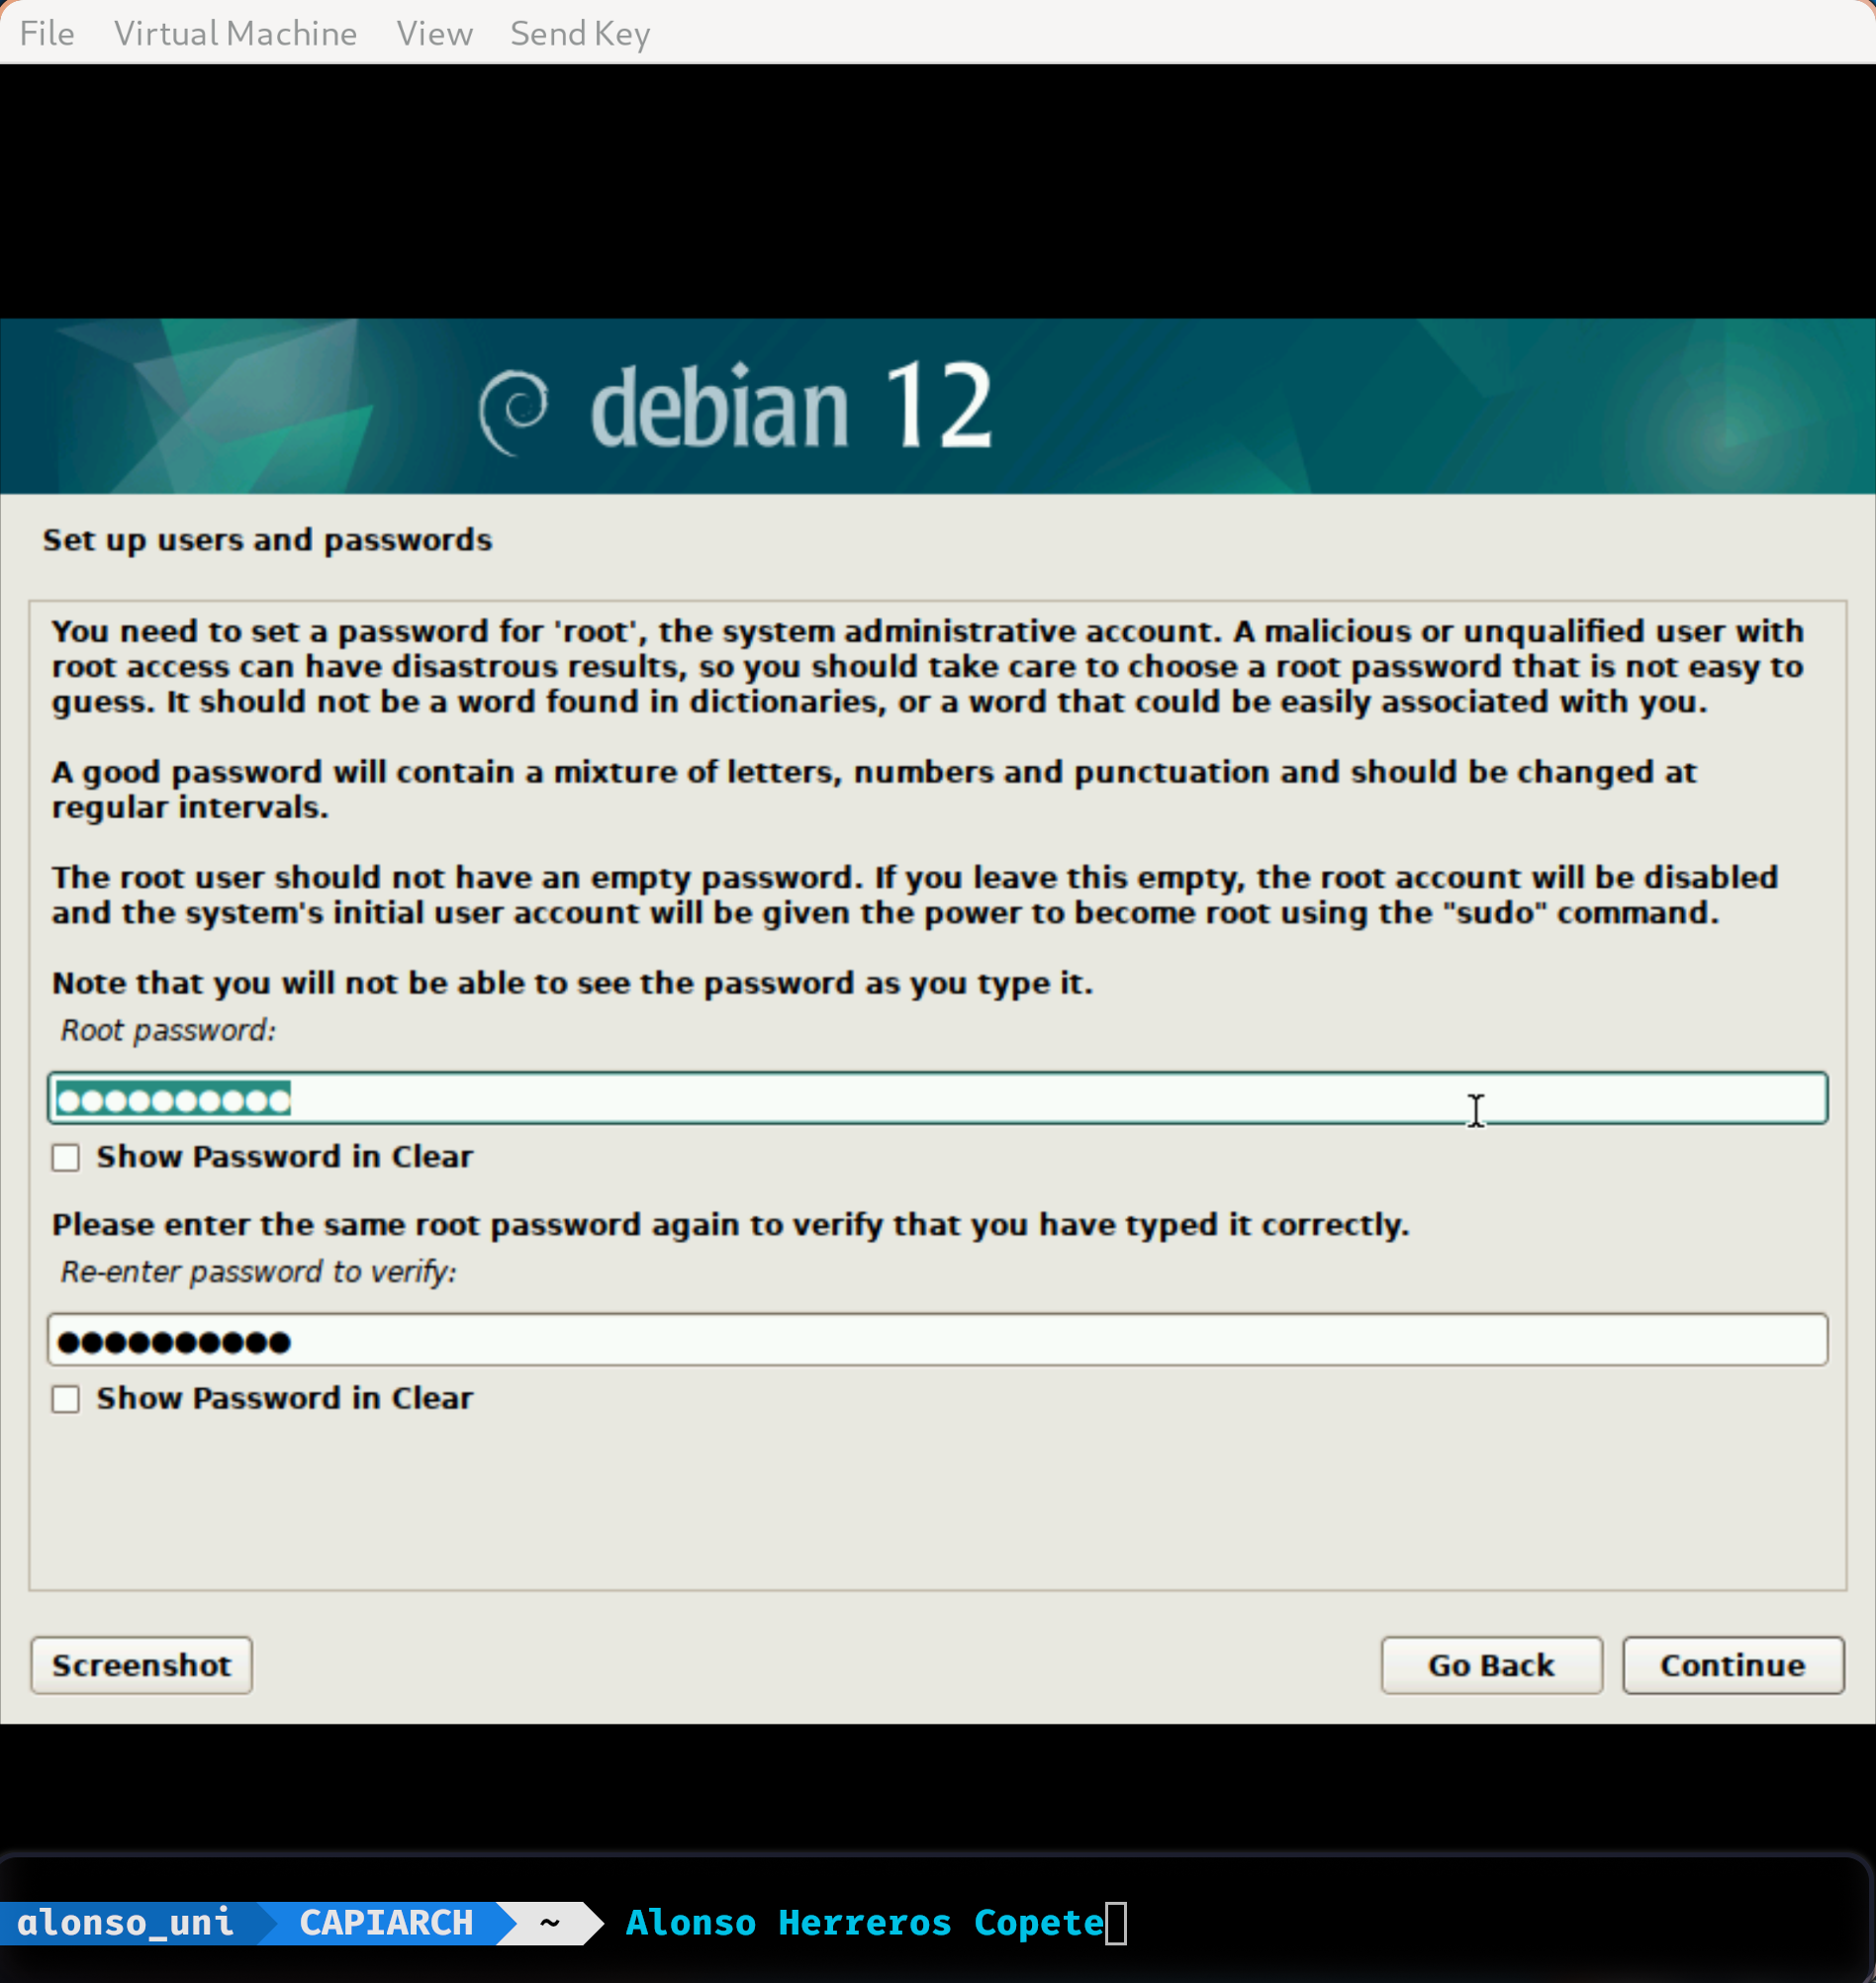 File Virtual Machine View Send Key
debian 12
Set up users and passwords
You need to set a password for 'root', the system administrative account. A malicious or unqualified user with
root access can have disastrous results, so you should take care to choose a root password that is not easy to
guess. It should not be a word found in dictionaries, or a word that could be easily associated with you.
A good password will contain a mixture of letters, numbers and punctuation and should be changed at
regular intervals.
The root user should not have an empty password. If you leave this empty, the root account will be disabled
and the system's initial user account will be given the power to become root using the "sudo" command.
Note that you will not be able to see the password as you type it.
Root password:
●●●●●●●●●●
Show Password in Clear
Please enter the same root password again to verify that you have typed it correctly.
Re-enter password to verify:
●●●●●●●●●●
Show Password in Clear
Screenshot Go Back Continue
alonso_uni CAPIARCH ~ Alonso Herreros Copete